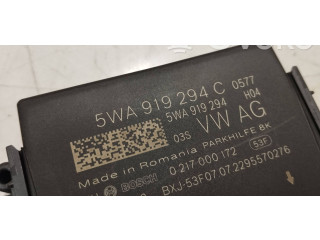 5WA 919 294 C 0577
5WA 919 294 H04
03S VW AG
Made in Romania PARKHILFE 8K
BOSCH 0 217 000 172 53F
BXJ-53F07.07.2295570276